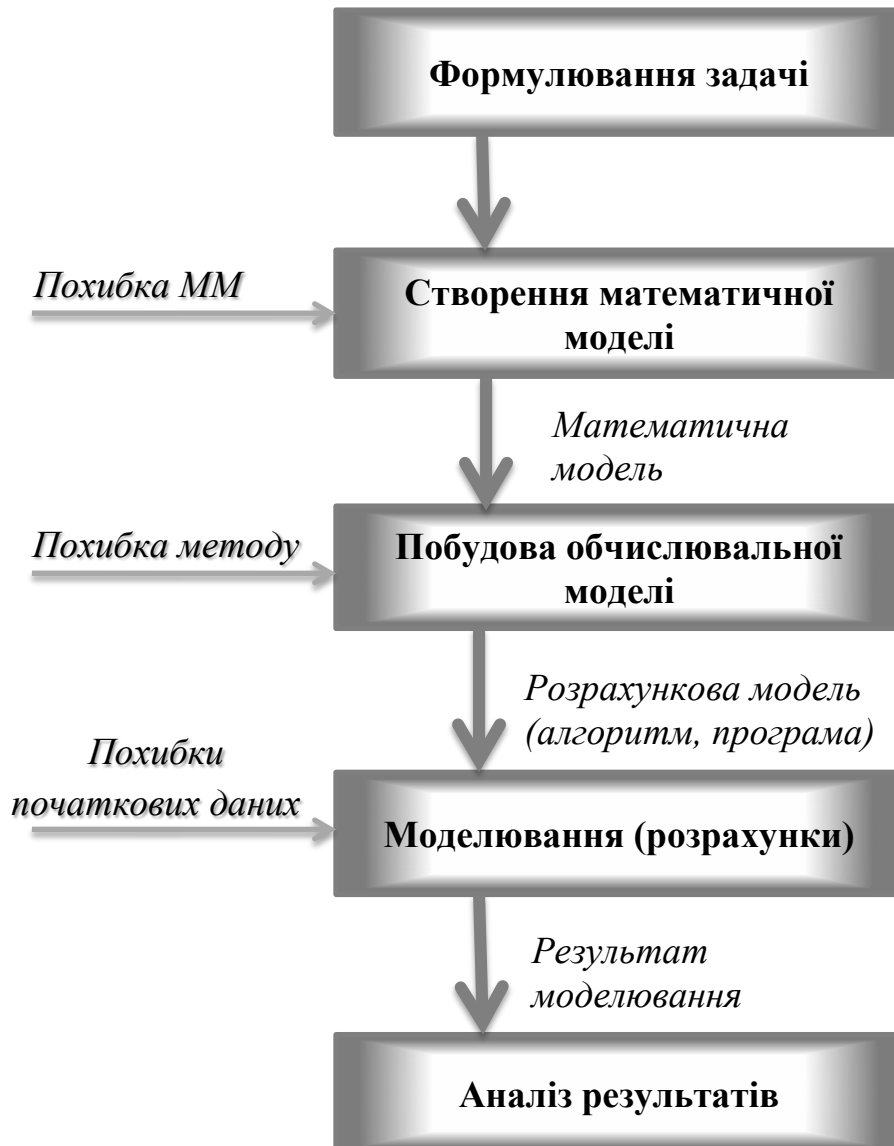 Формулювання задачі
Похибка ММ
Створення математичної
моделі
Математична
модель
Похибка методу
Побудова обчислювальної
моделі
Розрахункова модель
(алгоритм, програма)
Похибки
початкових даних
Моделювання (розрахунки)
Результат
моделювання
Аналіз результатів